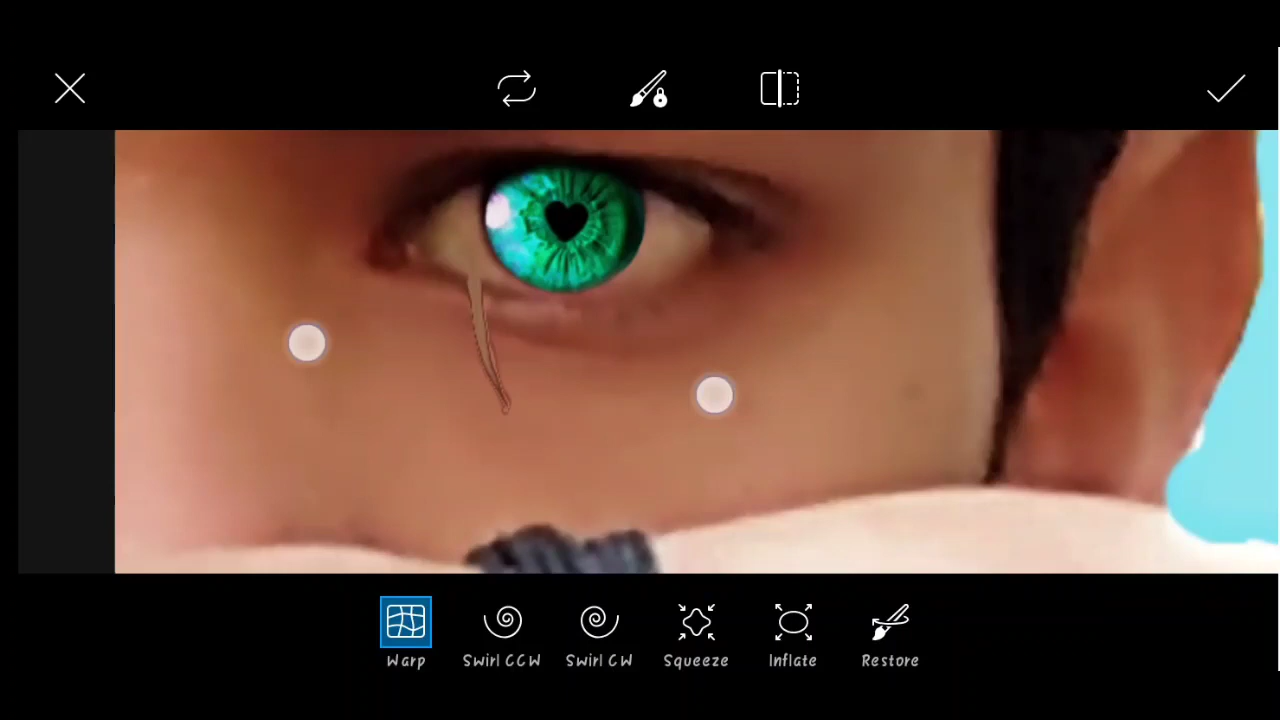 Warp
Swirl CCW
Swirl CW
Squeeze
Inflate
Restore